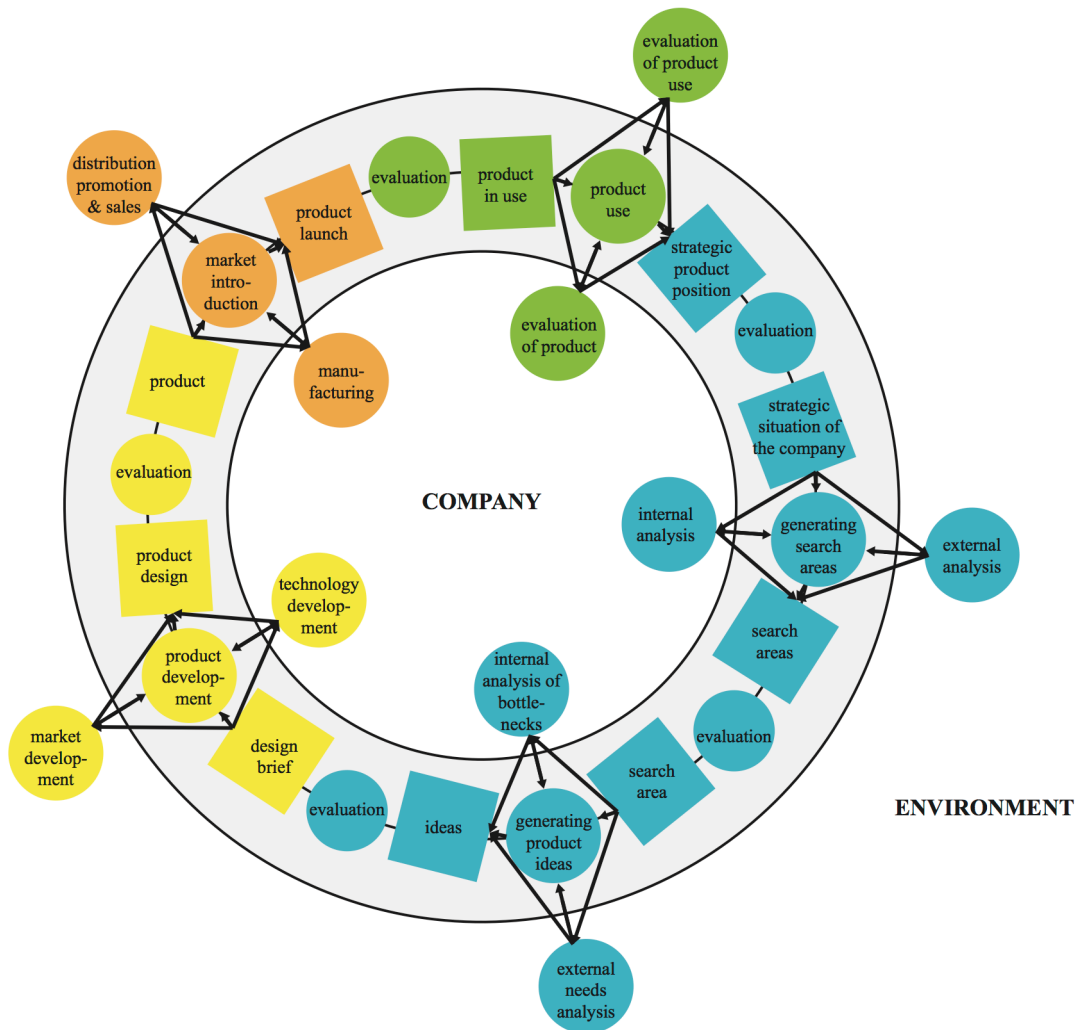 evaluation
of product
use
distribution
promotion
& sales
product
launch
evaluation
product
in use
product
use
strategic
product
position
market
intro-
duction
evaluation
of product
evaluation
manu-
facturing
product
strategic
situation of
the company
evaluation
COMPANY
internal
analysis
generating
search
areas
external
analysis
product
design
technology
develop-
ment
search
areas
product
develop-
ment
internal
analysis of
bottle-
necks
evaluation
market
develop-
ment
design
brief
search
area
ENVIRONMENT
evaluation
ideas
generating
product
ideas
external
needs
analysis